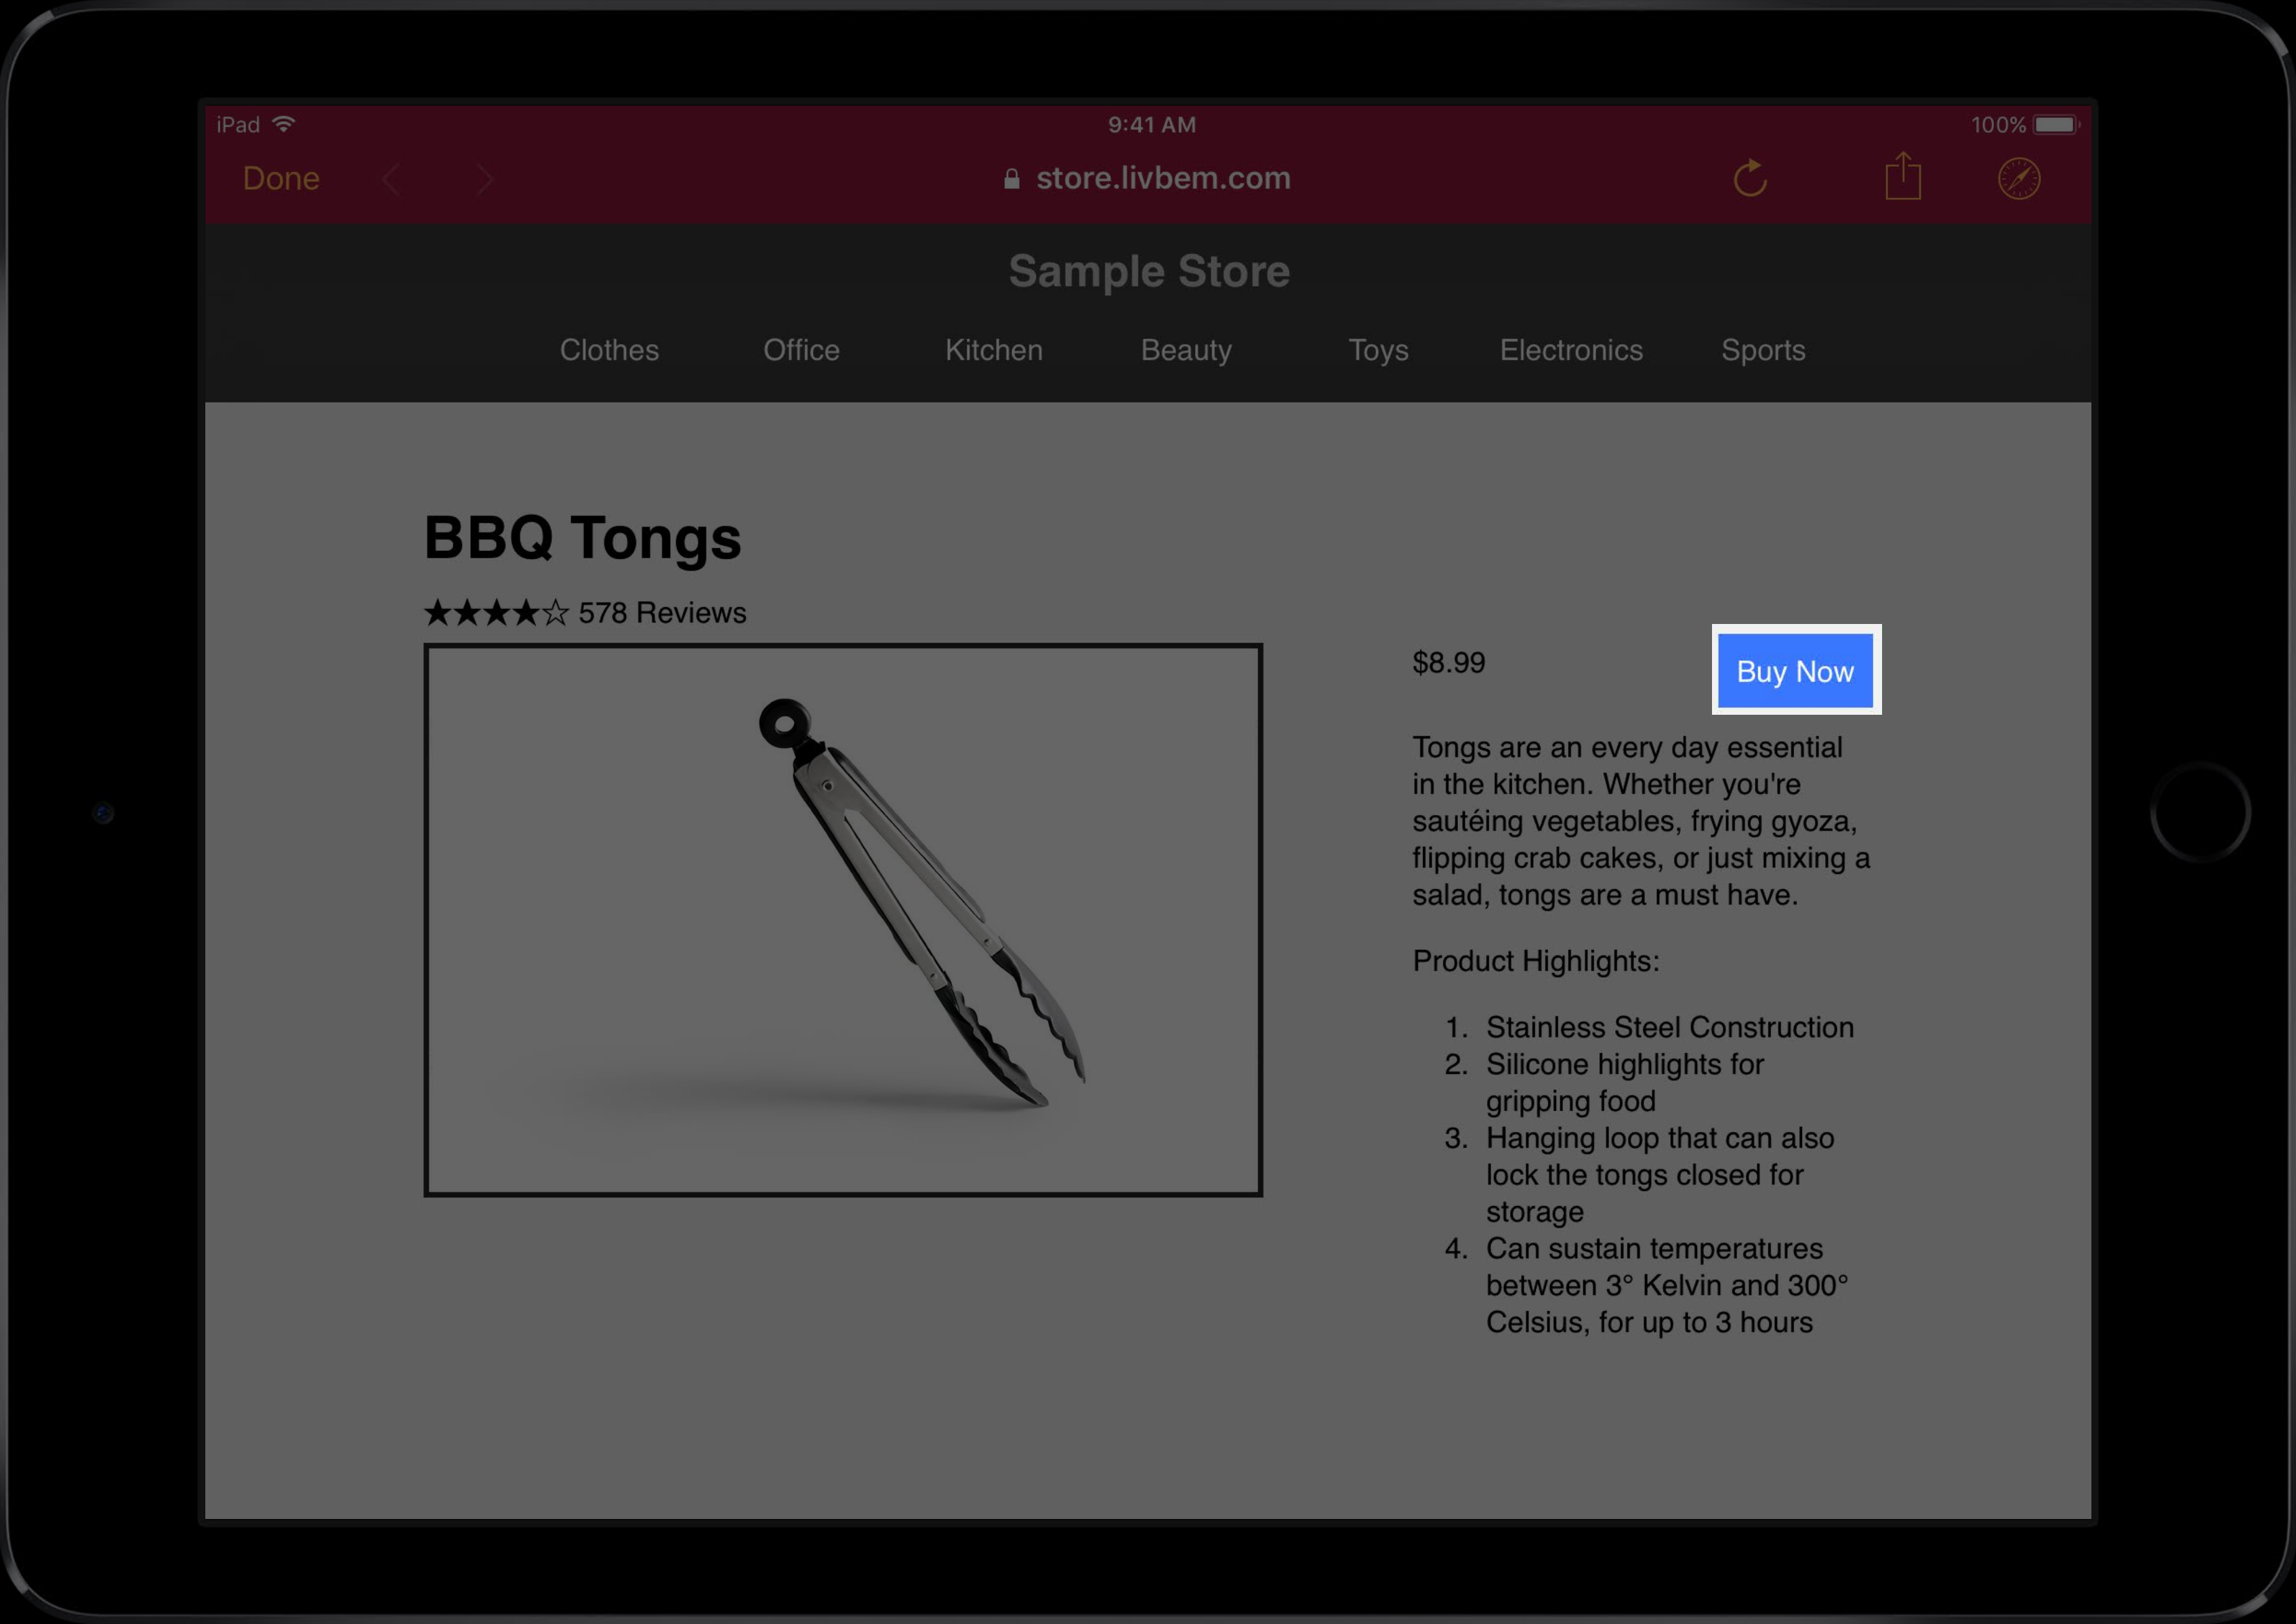 iPad 9:41 AM 100%
Done store.livbem.com
Sample Store
Clothes Office Kitchen Beauty Toys Electronics Sports
BBQ Tongs
★★★★☆ 578 Reviews
$8.99 Buy Now
Tongs are an every day essential
in the kitchen. Whether you're
sautéing vegetables, frying gyoza,
flipping crab cakes, or just mixing a
salad, tongs are a must have.
Product Highlights:
1. Stainless Steel Construction
2. Silicone highlights for
gripping food
3. Hanging loop that can also
lock the tongs closed for
storage
4. Can sustain temperatures
between 3° Kelvin and 300°
Celsius, for up to 3 hours